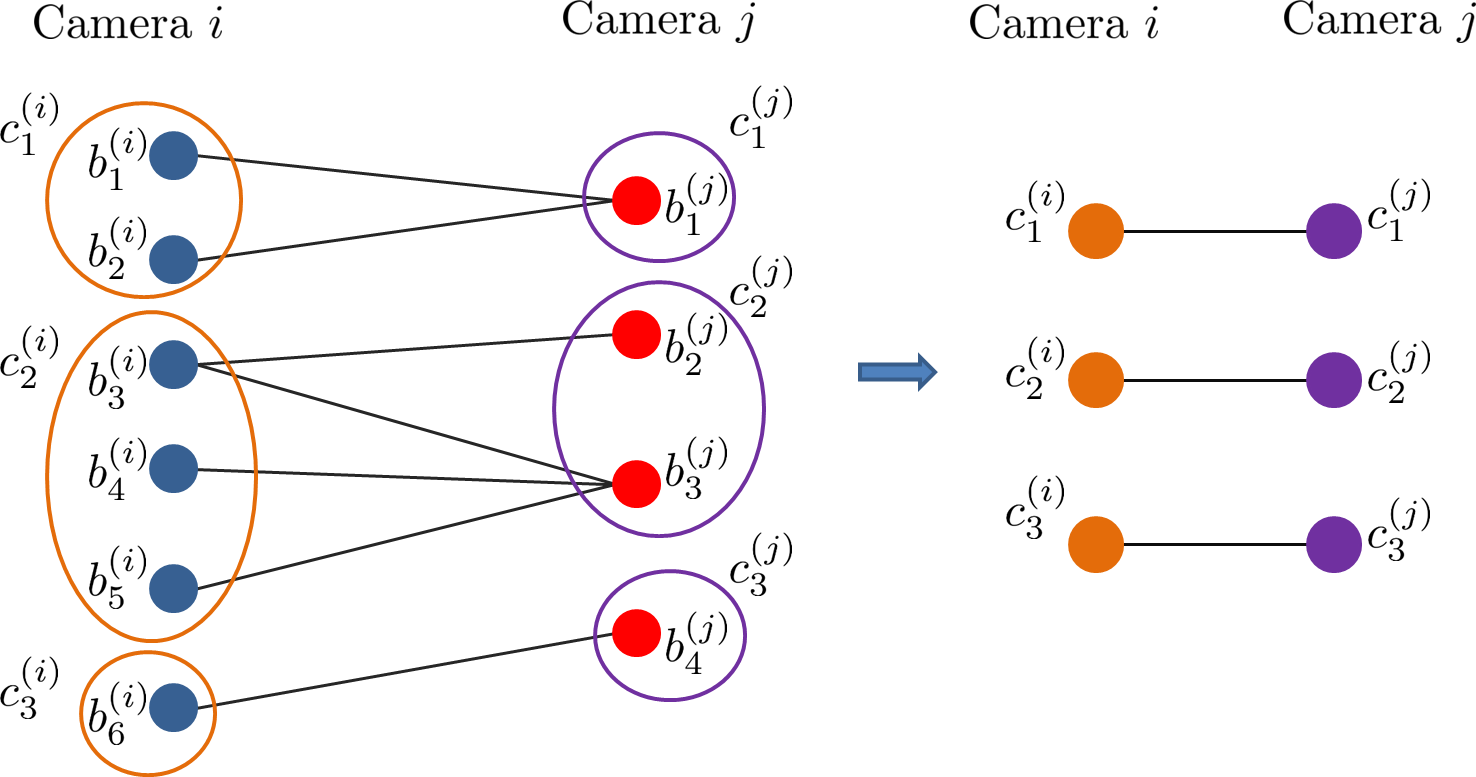 Camera i Camera j Camera i Camera j
c_1^{(i)} c_1^{(j)}
b_1^{(i)}
b_1^{(j)} c_1^{(i)} c_1^{(j)}
b_2^{(i)}
c_2^{(j)}
c_2^{(i)} b_3^{(i)} b_2^{(j)} c_2^{(i)} c_2^{(j)}
b_4^{(i)} b_3^{(j)}
c_3^{(i)} c_3^{(j)}
b_5^{(i)} c_3^{(j)}
b_4^{(j)}
c_3^{(i)} b_6^{(i)}